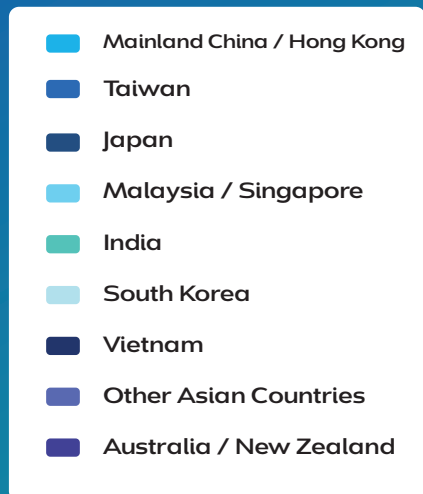 Mainland China / Hong Kong
Taiwan
Japan
Malaysia / Singapore
India
South Korea
Vietnam
Other Asian Countries
Australia / New Zealand